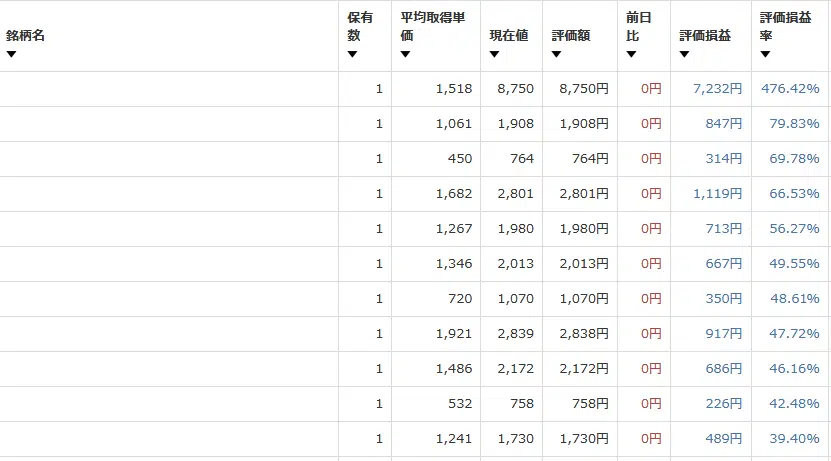 銘柄名 ▼ 保有数 ▼ 平均取得単価 ▼ 現在値 ▼ 評価額 ▼ 前日比 ▼ 評価損益 ▼ 評価損益率 ▼
1 1,518 8,750 8,750円 0円 7,232円 476.42%
1 1,061 1,908 1,908円 0円 847円 79.83%
1 450 764 764円 0円 314円 69.78%
1 1,682 2,801 2,801円 0円 1,119円 66.53%
1 1,267 1,980 1,980円 0円 713円 56.27%
1 1,346 2,013 2,013円 0円 667円 49.55%
1 720 1,070 1,070円 0円 350円 48.61%
1 1,921 2,839 2,838円 0円 917円 47.72%
1 1,486 2,172 2,172円 0円 686円 46.16%
1 532 758 758円 0円 226円 42.48%
1 1,241 1,730 1,730円 0円 489円 39.40%